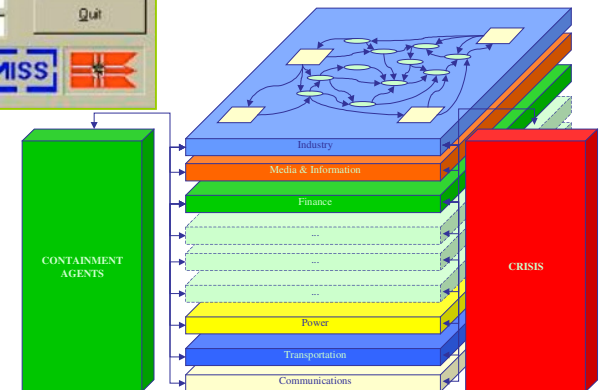 Quit
MISS
Industry
Media & Information
Finance
...
...
...
Power
Transportation
Communications
CONTAINMENT
AGENTS
CRISIS